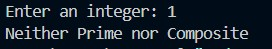 Enter an integer: 1
Neither Prime nor Composite